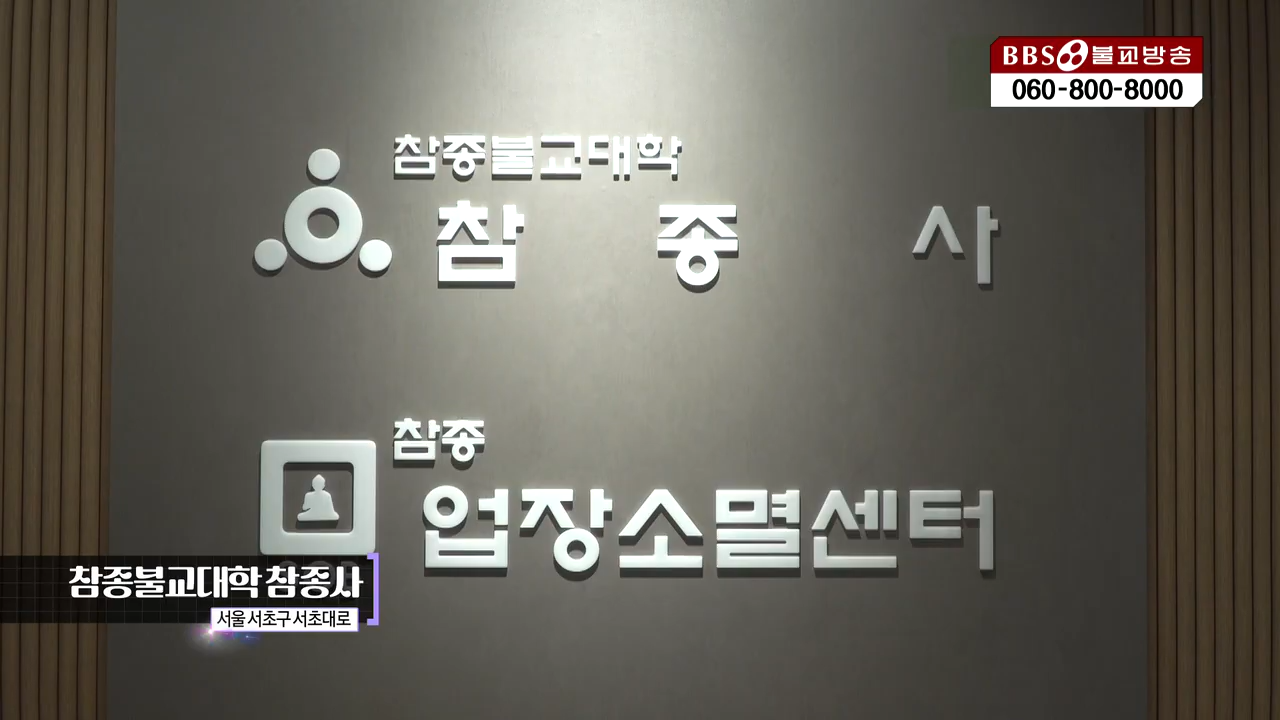 BBS 불교방송
060-800-8000
참종불교대학
참 종 사
참종
업장소멸센터
참종불교대학 참종사
서울 서초구 서초대로